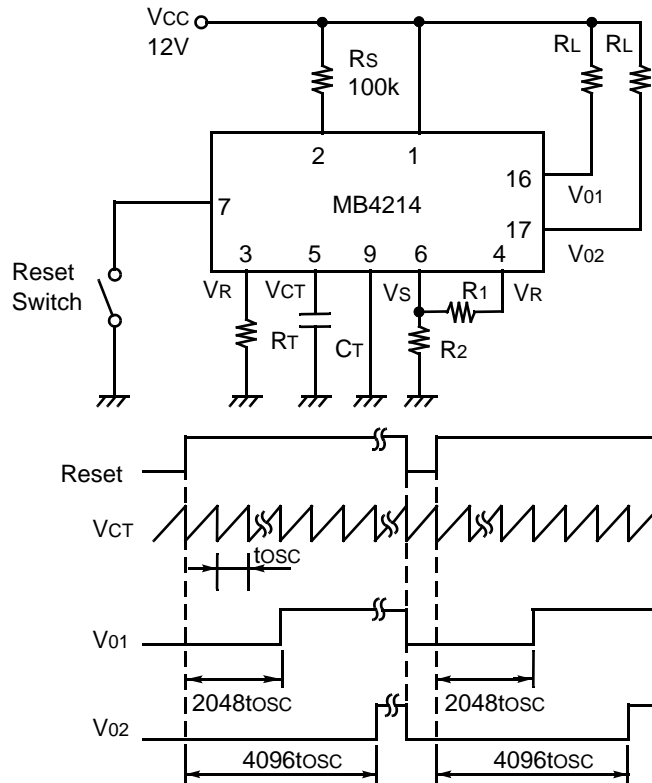 VCC
12V
RS
100k
RL RL
2 1
16
V01
MB4214
17
V02
7
3 5 9 6 4
Reset
Switch
VR VCT VS R1 VR
RT CT R2
Reset
VCT
tOSC
V01
2048tOSC 2048tOSC
V02
4096tOSC 4096tOSC